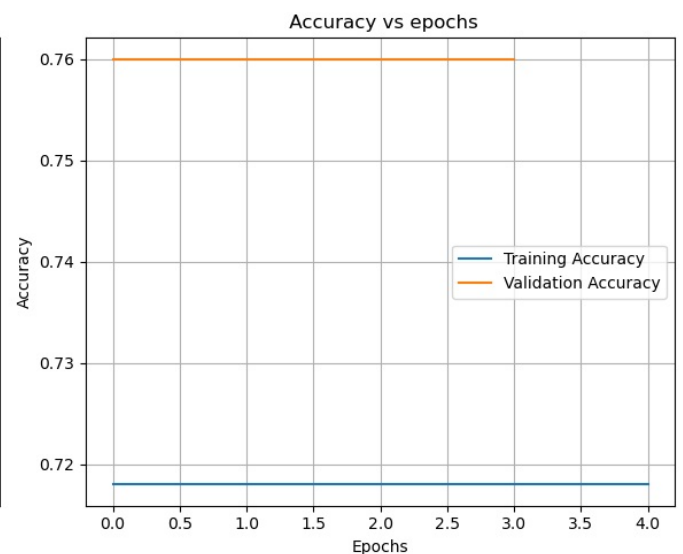 Accuracy vs epochs
0.76
0.75
0.74
0.73
0.72
Accuracy
Training Accuracy
Validation Accuracy
0.0 0.5 1.0 1.5 2.0 2.5 3.0 3.5 4.0
Epochs